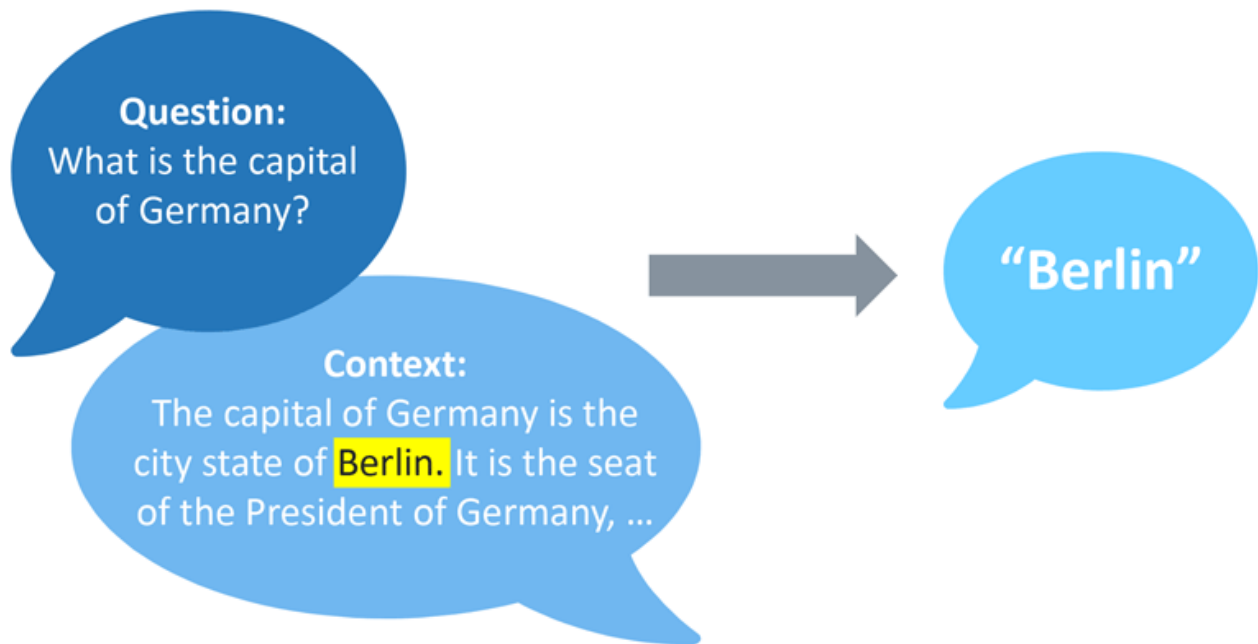 Question:
What is the capital
of Germany?
Context:
The capital of Germany is the
city state of Berlin. It is the seat
of the President of Germany, ...
“Berlin”